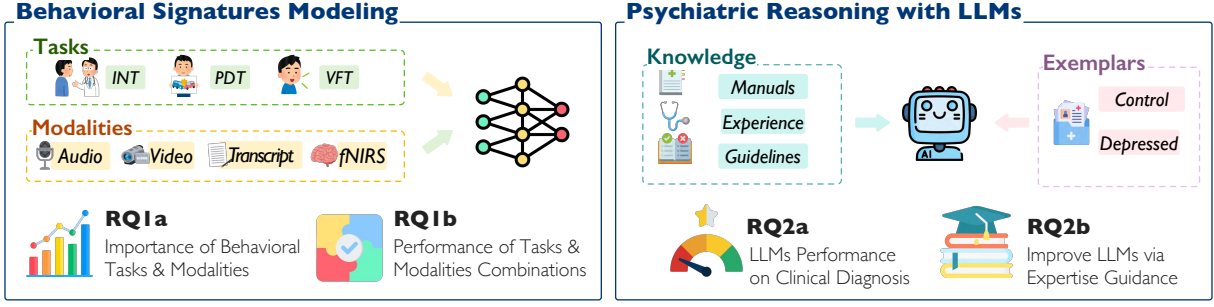 Behavioral Signatures Modeling
Tasks
INT
PDT
VFT
Modalities
Audio
Video
Transcript
fNIRS
RQ1a
Importance of Behavioral
Tasks & Modalities
RQ1b
Performance of Tasks &
Modalities Combinations
Psychiatric Reasoning with LLMs
Knowledge
Manuals
Experience
Guidelines
AI
Exemplars
Control
Depressed
RQ2a
LLMs Performance
on Clinical Diagnosis
RQ2b
Improve LLMs via
Expertise Guidance